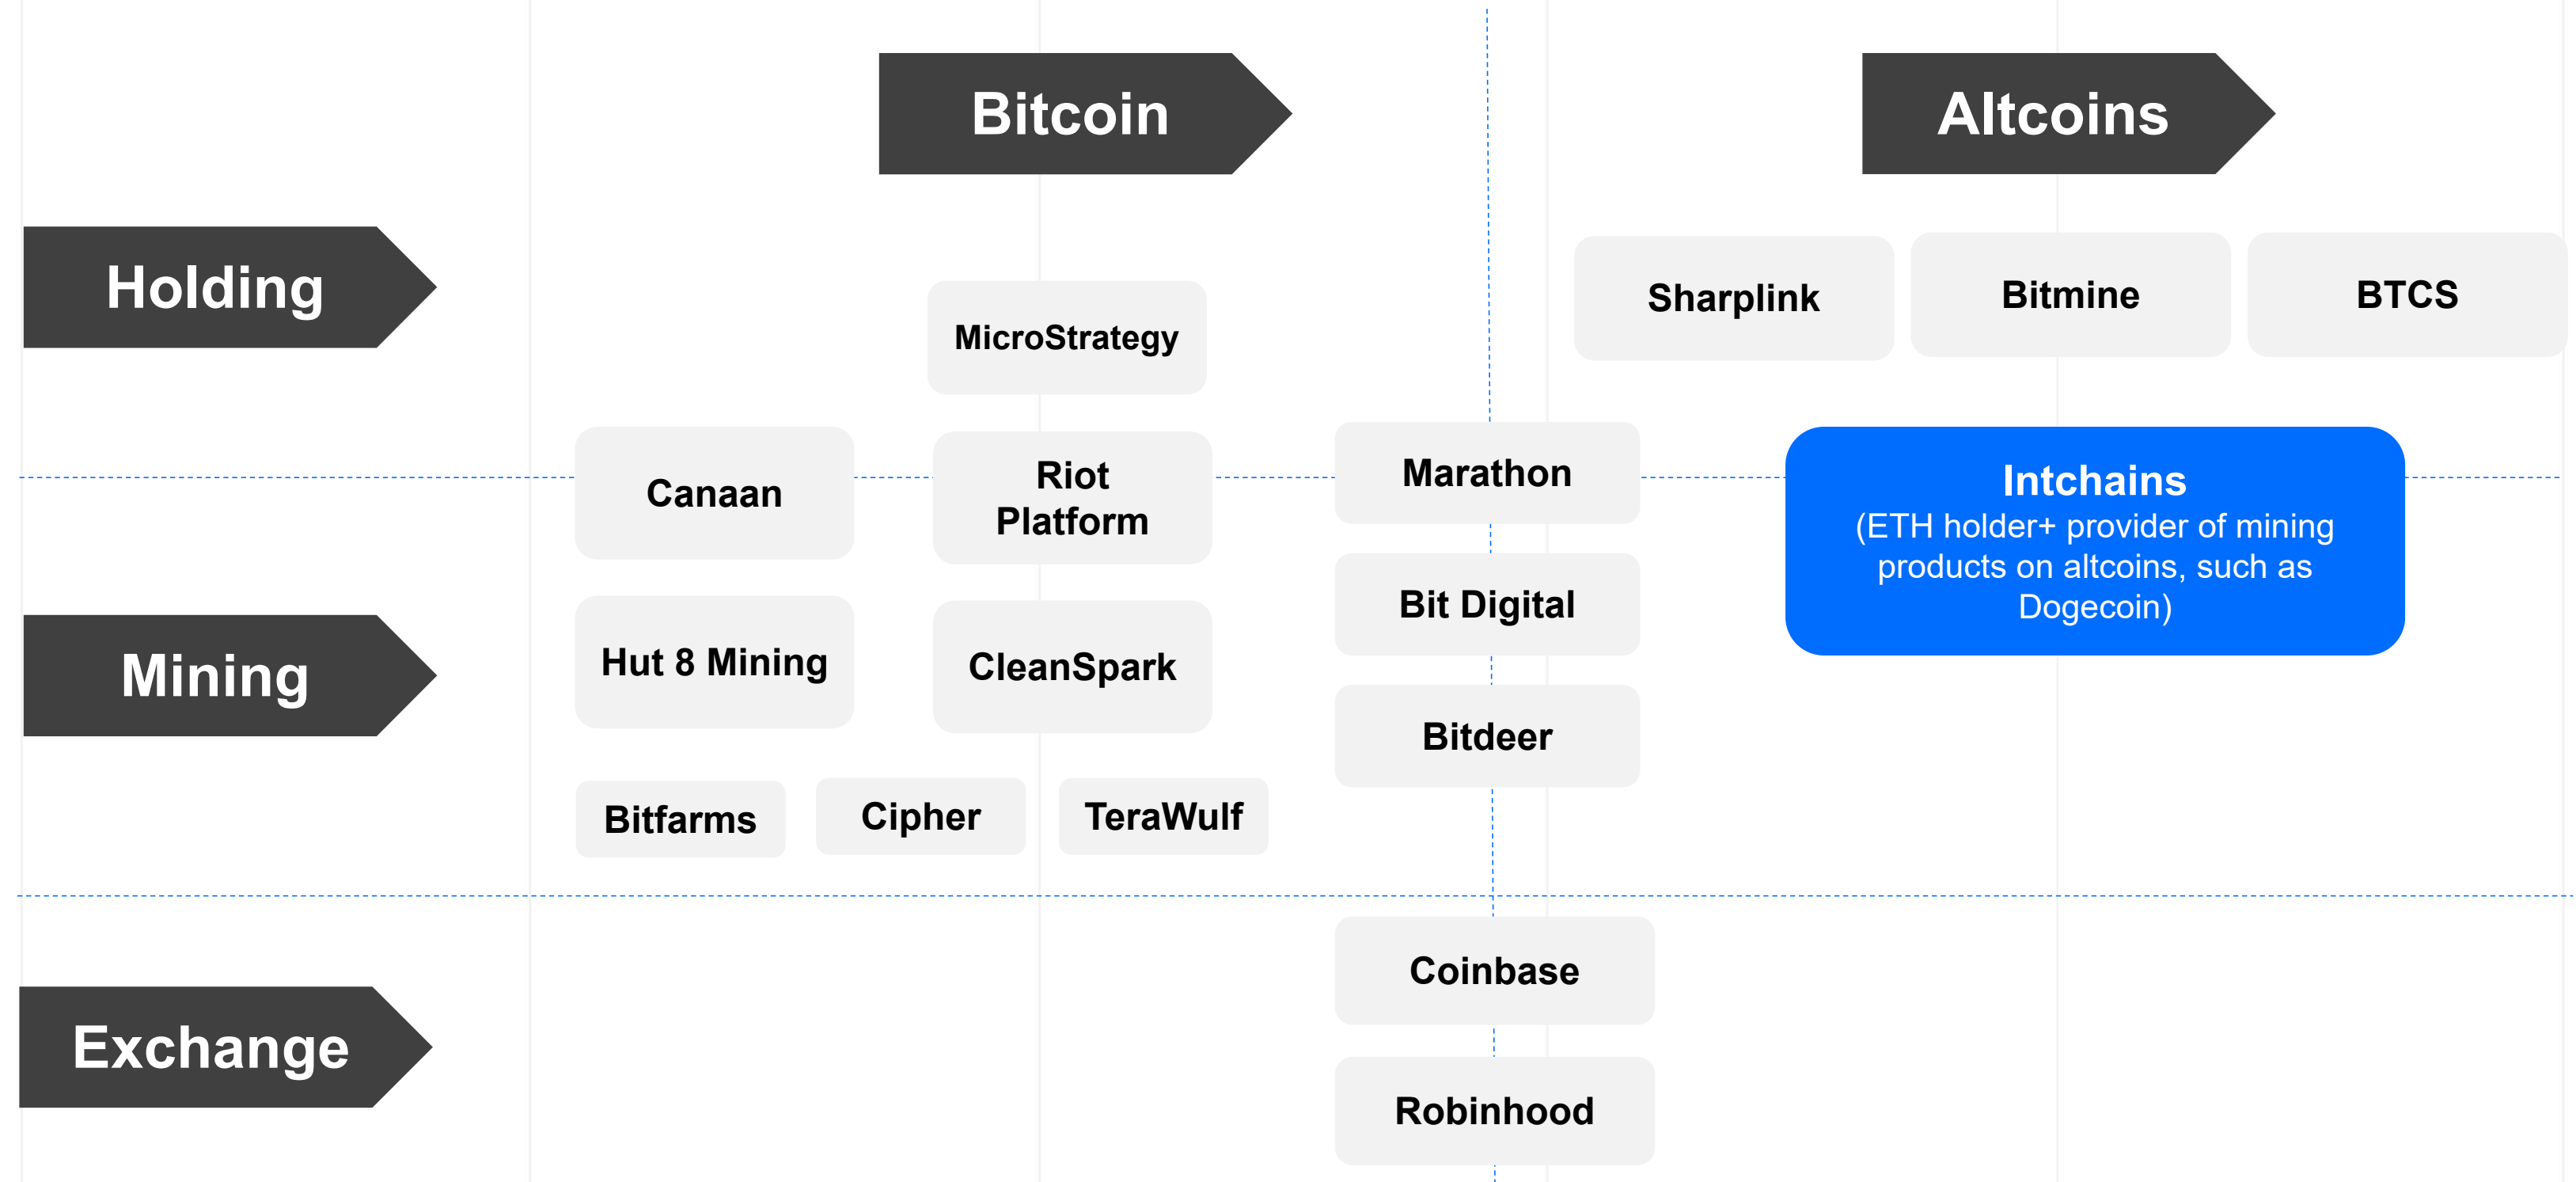 Bitcoin
Altcoins
Holding
MicroStrategy
Sharplink
Bitmine
BTCS
Canaan
Riot
Platform
Marathon
Intchains
(ETH holder+ provider of mining
products on altcoins, such as
Dogecoin)
Mining
Hut 8 Mining
CleanSpark
Bit Digital
Bitdeer
Bitfarms
Cipher
TeraWulf
Exchange
Coinbase
Robinhood